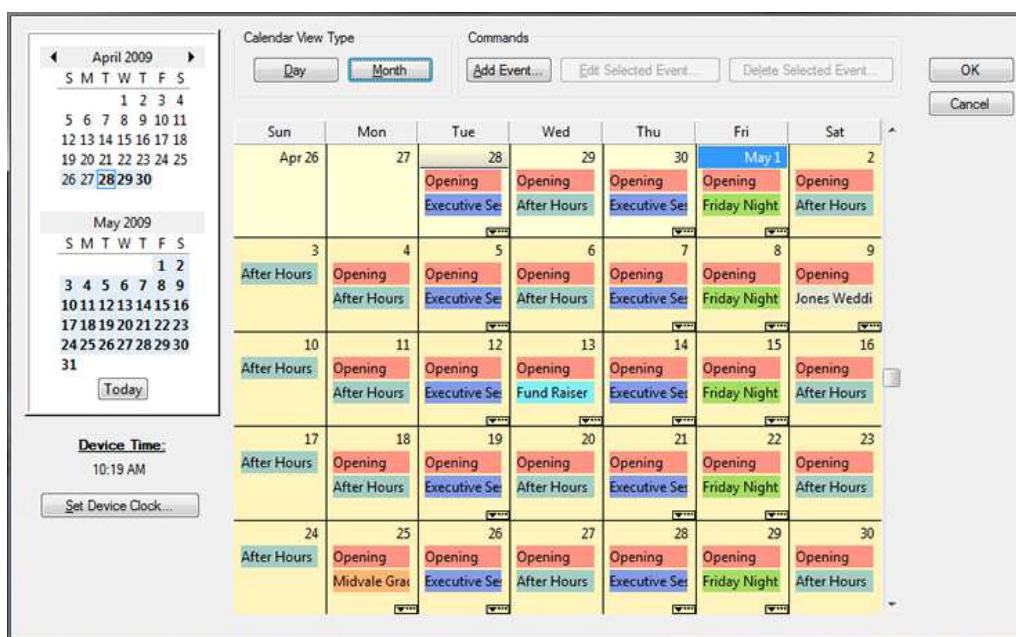 April 2009
S M T W T F S
1 2 3 4
5 6 7 8 9 10 11
12 13 14 15 16 17 18
19 20 21 22 23 24 25
26 27 28 29 30
May 2009
S M T W T F S
1 2
3 4 5 6 7 8 9
10 11 12 13 14 15 16
17 18 19 20 21 22 23
24 25 26 27 28 29 30
31
Today
Device Time:
10:19 AM
Set Device Clock...
Calendar View Type
Day Month
Commands
Add Event... Edit Selected Event... Delete Selected Event...
OK
Cancel
Sun Mon Tue Wed Thu Fri Sat
Apr 26 27 28 29 30 May 1 2
Opening Opening Opening Opening Opening
Executive Ses After Hours Executive Ses Friday Night After Hours
3 4 5 6 7 8 9
After Hours Opening Opening Opening Opening Opening Opening
After Hours Executive Ses After Hours Executive Ses Friday Night Jones Weddi
10 11 12 13 14 15 16
After Hours Opening Opening Opening Opening Opening Opening
After Hours Executive Ses Fund Raiser Executive Ses Friday Night After Hours
17 18 19 20 21 22 23
After Hours Opening Opening Opening Opening Opening Opening
After Hours Executive Ses After Hours Executive Ses Friday Night After Hours
24 25 26 27 28 29 30
After Hours Opening Opening Opening Opening Opening Opening
Midvale Grad Executive Ses After Hours Executive Ses Friday Night After Hours